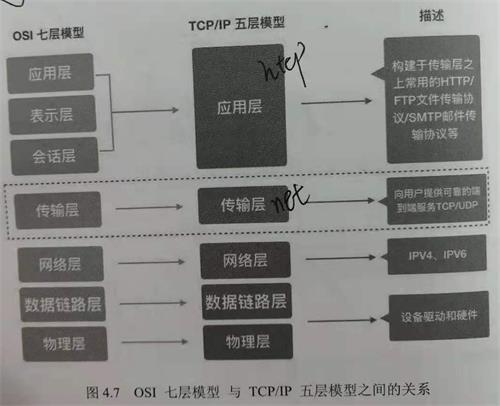 OSI 七层模型
TCP/IP 五层模型
描述
应用层
表示层
会话层
应用层
htcp
构建于传输层之
上常用的HTTP/
FTP文件传输协
议/SMTP邮件传
输协议等
传输层
传输层
net
向用户提供可靠的端
到端服务TCP/UDP
网络层
网络层
IPV4、IPV6
数据链路层
数据链路层
设备驱动和硬件
物理层
物理层
图 4.7 OSI 七层模型 与 TCP/IP 五层模型之间的关系